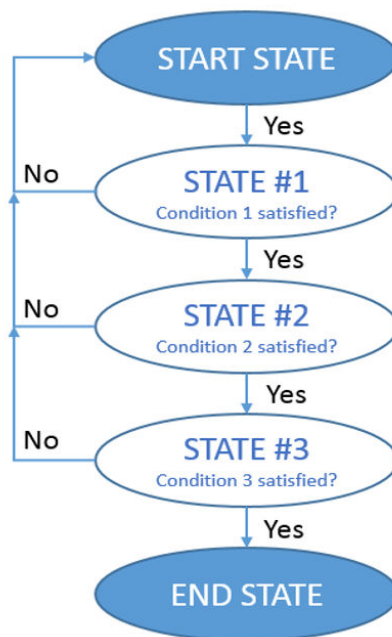 START STATE
Yes
No
STATE #1
Condition 1 satisfied?
Yes
No
STATE #2
Condition 2 satisfied?
Yes
No
STATE #3
Condition 3 satisfied?
Yes
END STATE